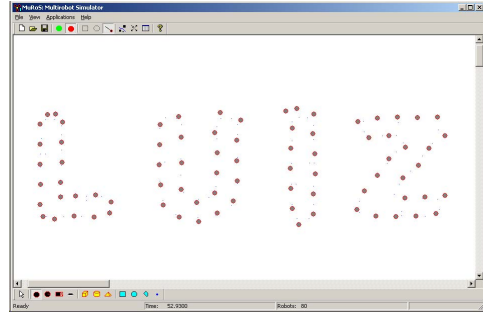 MuRoS: Multirobot Simulator
File View Applications Help
LUIZ
Ready Time: 52.9300 Robots: 80